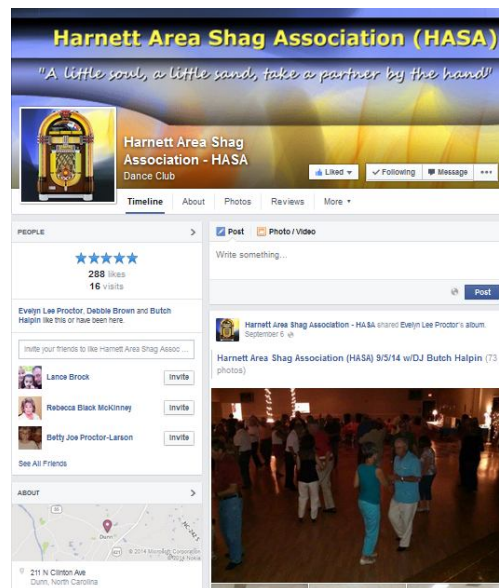 Harnett Area Shag Association (HASA)
"A little soul, a little sand, take a partner by the hand"
Harnett Area Shag
Association - HASA
Dance Club
Liked
Following
Message
Timeline
About
Photos
Reviews
More
PEOPLE
288 likes
16 visits
Evelyn Lee Proctor, Debbie Brown and Butch
Halpin like this or have been here.
Invite your friends to like Harnett Area Shag Assoc ...
Lance Brock
Invite
Rebecca Black McKinney
Invite
Betty Joe Proctor-Larson
Invite
See All Friends
ABOUT
Dunn
© 2014 Microsoft Corporation
211 N Clinton Ave
Dunn, North Carolina
Post
Photo / Video
Write something...
Post
Harnett Area Shag Association - HASA shared Evelyn Lee Proctor's album.
September 6
Harnett Area Shag Association (HASA) 9/5/14 w/DJ Butch Halpin (73
photos)